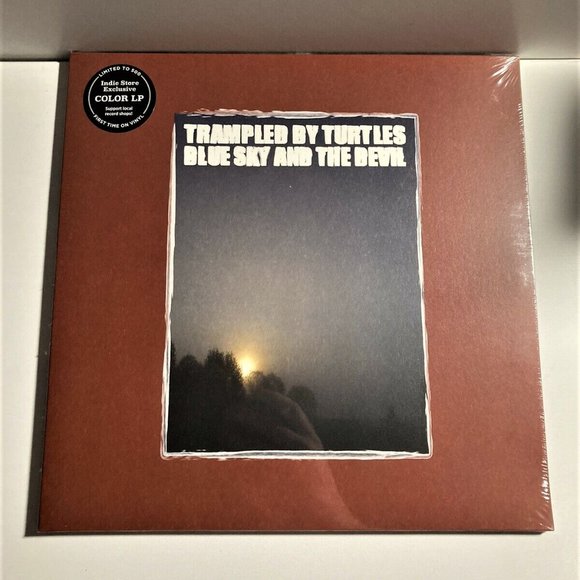 LIMITED TO 500
Indie Store
Exclusive
COLOR LP
Support local
record shops!
FIRST TIME ON VINYL
TRAMPLED BY TURTLES
BLUE SKY AND THE DEVIL